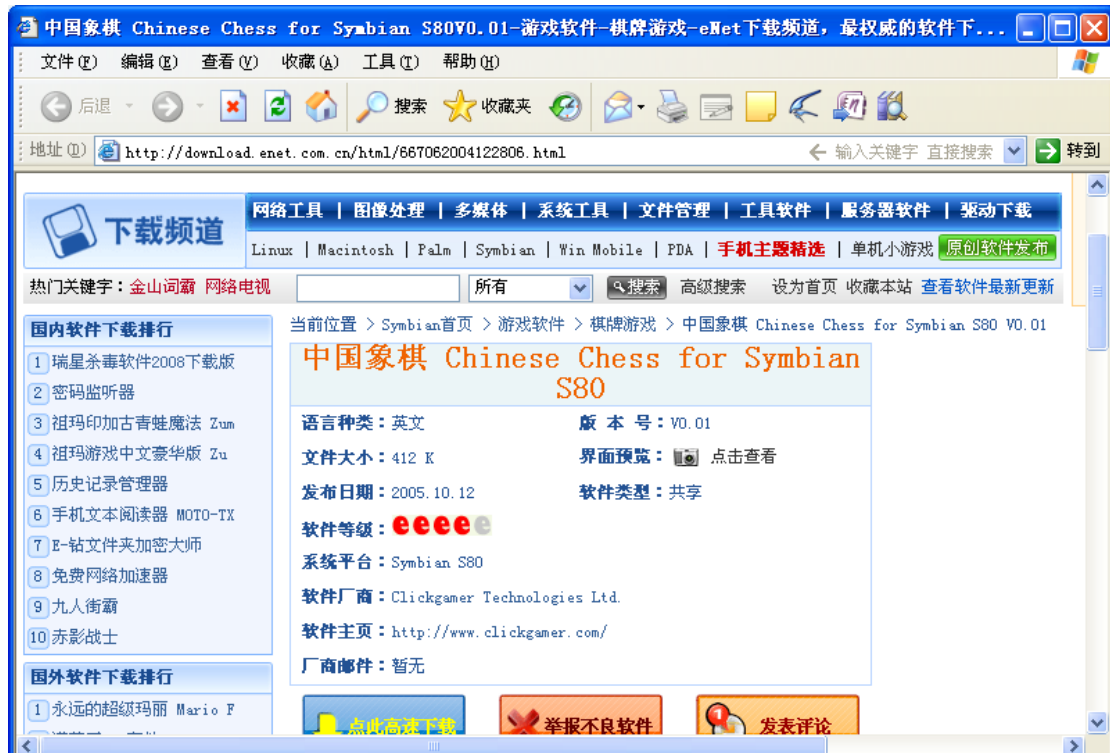 中国象棋 Chinese Chess for Symbian S80V0.01-游戏软件-棋牌游戏-eNet下载频道，最权威的软件下...
文件(F) 编辑(E) 查看(V) 收藏(A) 工具(T) 帮助(H)
后退 搜索 收藏夹
地址(D) http://download.enet.com.cn/html/667062004122806.html 输入关键字 直接搜索 转到
下载频道
网络工具 | 图像处理 | 多媒体 | 系统工具 | 文件管理 | 工具软件 | 服务器软件 | 驱动下载
Linux | Macintosh | Palm | Symbian | Win Mobile | PDA | 手机主题精选 | 单机小游戏 原创软件发布
热门关键字：金山词霸 网络电视 所有 搜索 高级搜索 设为首页 收藏本站 查看软件最新更新
国内软件下载排行
1 瑞星杀毒软件2008下载版
2 密码监听器
3 祖玛印加古青蛙魔法 Zum
4 祖玛游戏中文豪华版 Zu
5 历史记录管理器
6 手机文本阅读器 MOTO-TX
7 E-钻文件夹加密大师
8 免费网络加速器
9 九人街霸
10 赤影战士
国外软件下载排行
1 永远的超级玛丽 Mario F
当前位置 > Symbian首页 > 游戏软件 > 棋牌游戏 > 中国象棋 Chinese Chess for Symbian S80 V0.01
中国象棋 Chinese Chess for Symbian
S80
语言种类：英文 版 本 号：V0.01
文件大小：412 K 界面预览： 点击查看
发布日期：2005.10.12 软件类型：共享
软件等级：eeeee
系统平台：Symbian S80
软件厂商：Clickgamer Technologies Ltd.
软件主页：http://www.clickgamer.com/
厂商邮件：暂无
点此高速下载 举报不良软件 发表评论